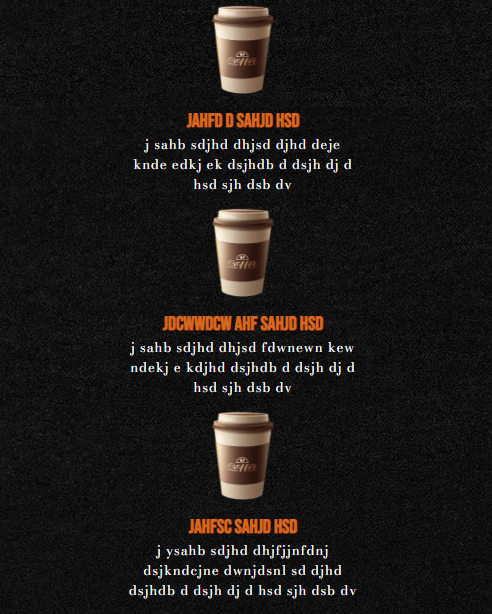 JAHFD D SAHJD HSD
j sahb sdjhd dhjsd djhd deje
knde edkj ek dsjhdb d dsjh dj d
hsd sjh dsb dv
JDCWWDCW AHF SAHJD HSD
j sahb sdjhd dhjsd fdwnewn kew
ndekj e kdjhd dsjhdb d dsjh dj d
hsd sjh dsb dv
JAHFSC SAHJD HSD
j ysahb sdjhd dhjfjjnfdnj
dsjkndcjne dwnjdsnl sd djhd
dsjhdb d dsjh dj d hsd sjh dsb dv